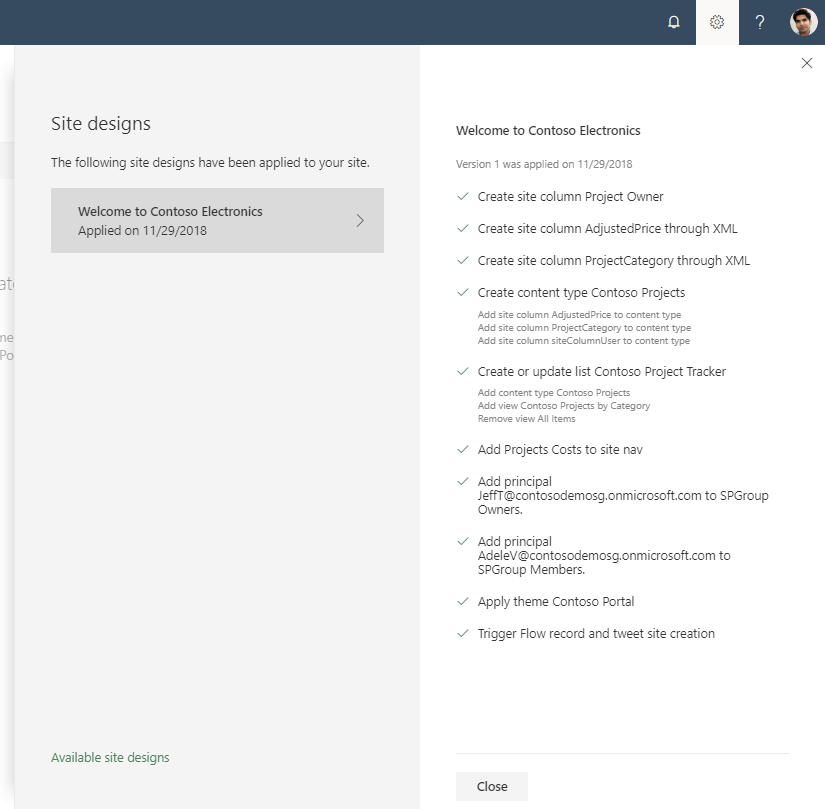 ?
Site designs
The following site designs have been applied to your site.
Welcome to Contoso Electronics
Applied on 11/29/2018
Available site designs
Welcome to Contoso Electronics
Version 1 was applied on 11/29/2018
Create site column Project Owner
Create site column AdjustedPrice through XML
Create site column ProjectCategory through XML
Create content type Contoso Projects
Add site column AdjustedPrice to content type
Add site column ProjectCategory to content type
Add site column siteColumnUser to content type
Create or update list Contoso Project Tracker
Add content type Contoso Projects
Add view Contoso Projects by Category
Remove view All Items
Add Projects Costs to site nav
Add principal
JeffT@contosodemosg.onmicrosoft.com to SPGroup
Owners.
Add principal
AdeleV@contosodemosg.onmicrosoft.com to
SPGroup Members.
Apply theme Contoso Portal
Trigger Flow record and tweet site creation
Close